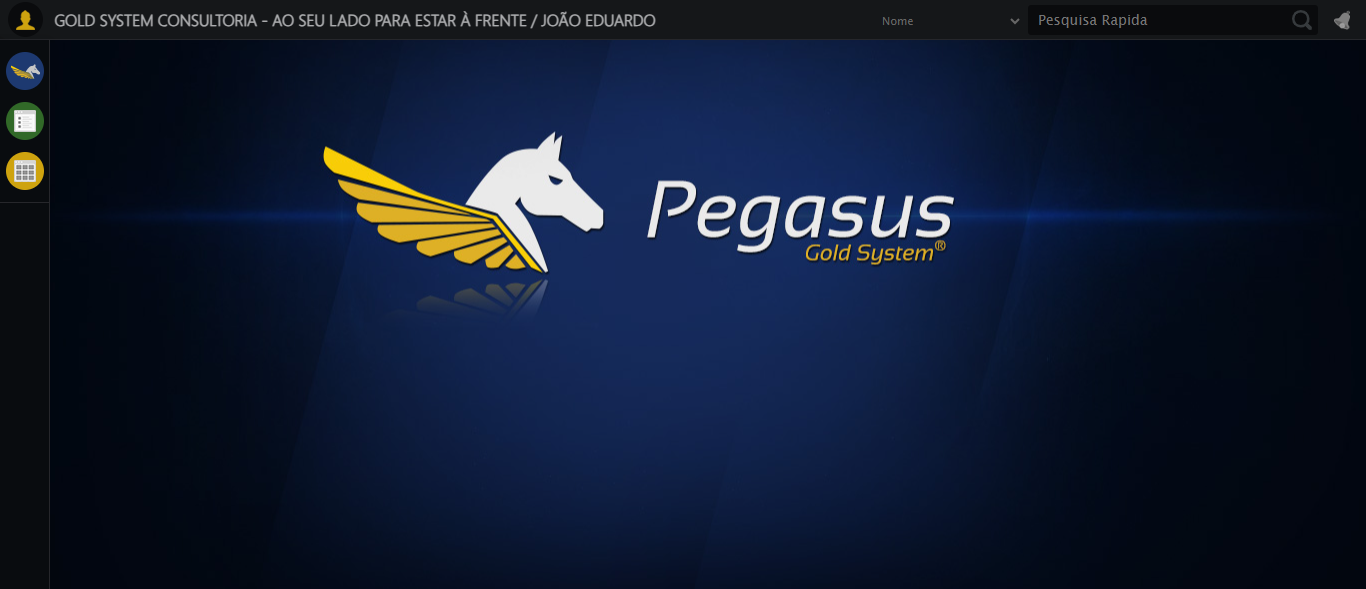 GOLD SYSTEM CONSULTORIA - AO SEU LADO PARA ESTAR À FRENTE / JOÃO EDUARDO
Nome
Pesquisa Rapida
Pegasus
Gold System®